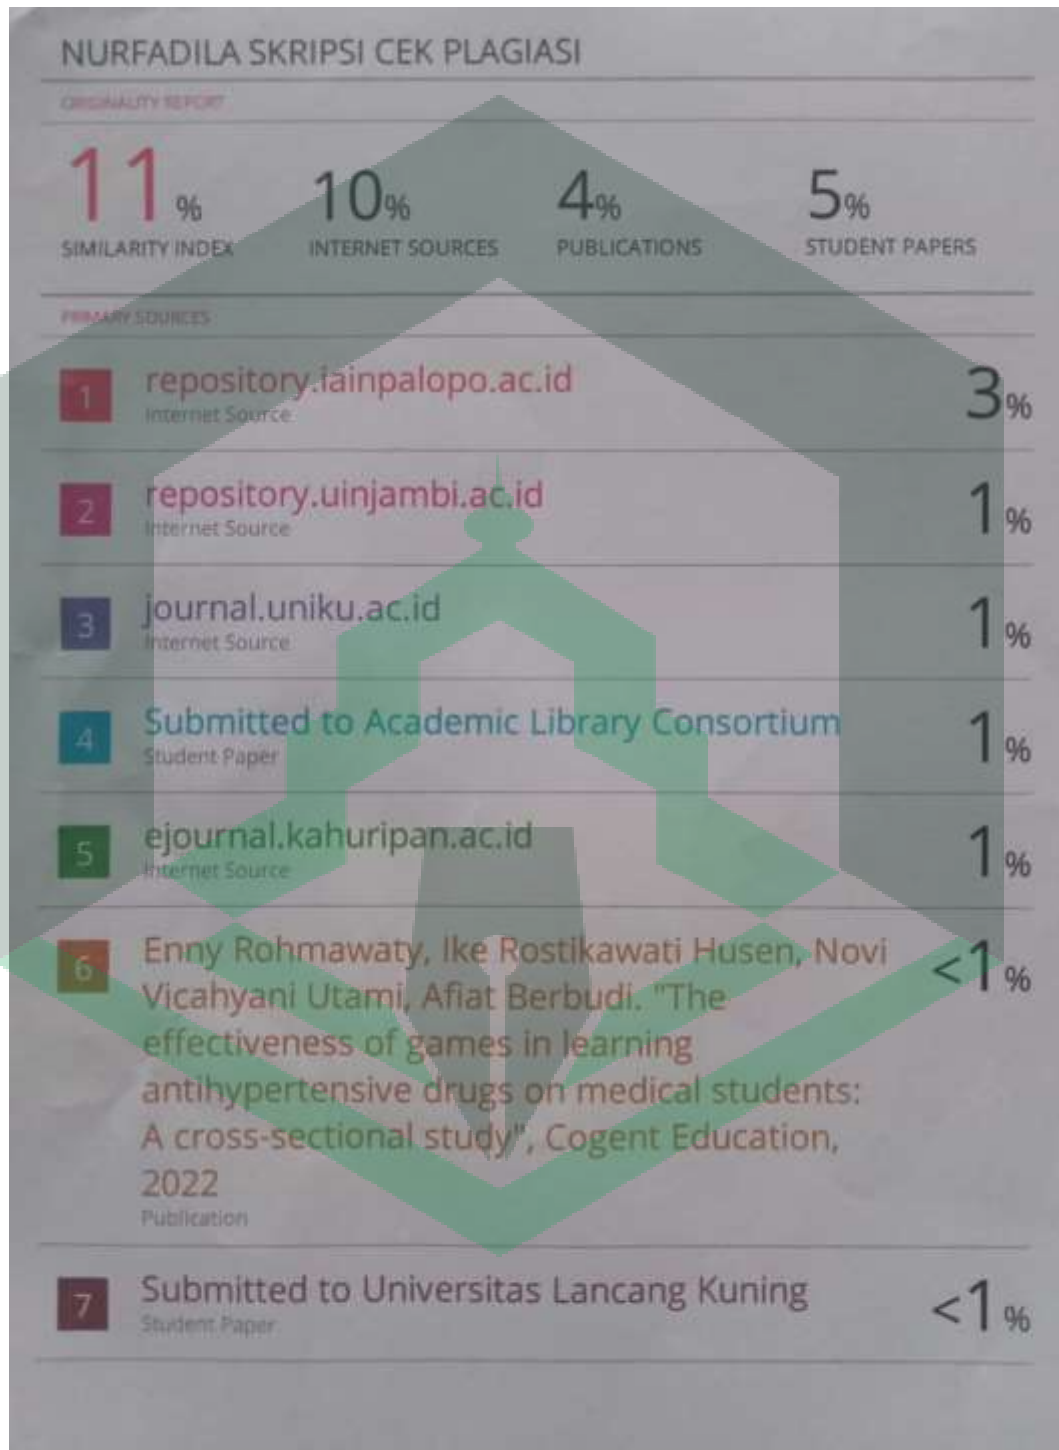 NURFADILA SKRIPSI CEK PLAGIASI
ORIGINALITY REPORT
11% 10% 4% 5%
SIMILARITY INDEX INTERNET SOURCES PUBLICATIONS STUDENT PAPERS
PRIMARY SOURCES
1 repository.iainpalopo.ac.id 3%
Internet Source
2 repository.uinjambi.ac.id 1%
Internet Source
3 journal.uniku.ac.id 1%
Internet Source
4 Submitted to Academic Library Consortium 1%
Student Paper
5 ejournal.kahuripan.ac.id 1%
Internet Source
6 Enny Rohmawaty, Ike Rostikawati Husen, Novi <1%
Vicahyani Utami, Afiat Berbudi. "The
effectiveness of games in learning
antihypertensive drugs on medical students:
A cross-sectional study", Cogent Education,
2022
Publication
7 Submitted to Universitas Lancang Kuning <1%
Student Paper